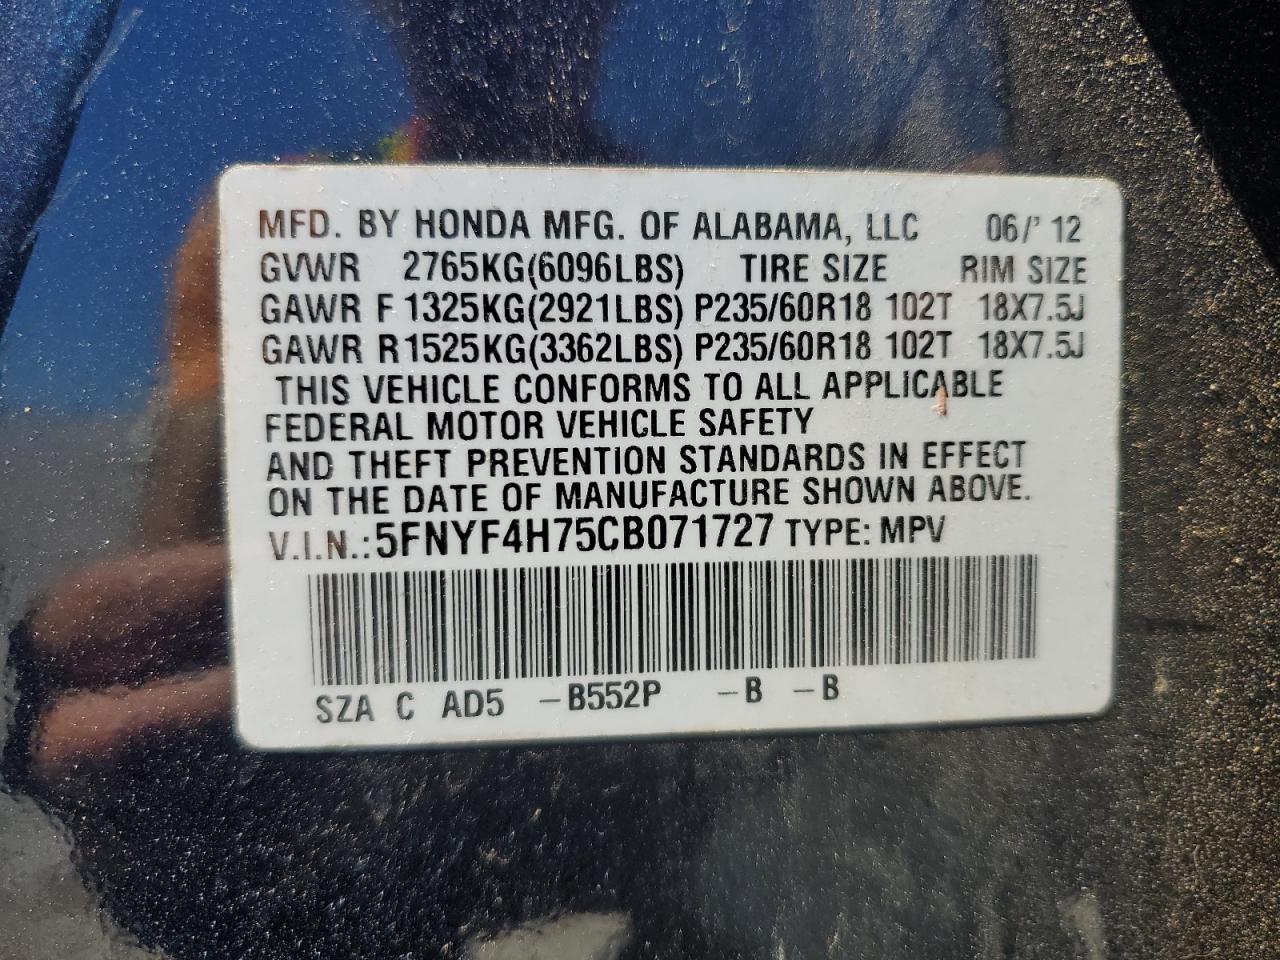 MFD. BY HONDA MFG. OF ALABAMA, LLC 06/'12
GVWR 2765KG(6096LBS) TIRE SIZE RIM SIZE
GAWR F 1325KG(2921LBS) P235/60R18 102T 18X7.5J
GAWR R 1525KG(3362LBS) P235/60R18 102T 18X7.5J
THIS VEHICLE CONFORMS TO ALL APPLICABLE
FEDERAL MOTOR VEHICLE SAFETY
AND THEFT PREVENTION STANDARDS IN EFFECT
ON THE DATE OF MANUFACTURE SHOWN ABOVE.
V.I.N.: 5FNYF4H75CB071727 TYPE: MPV
SZA C AD5 -B552P -B -B